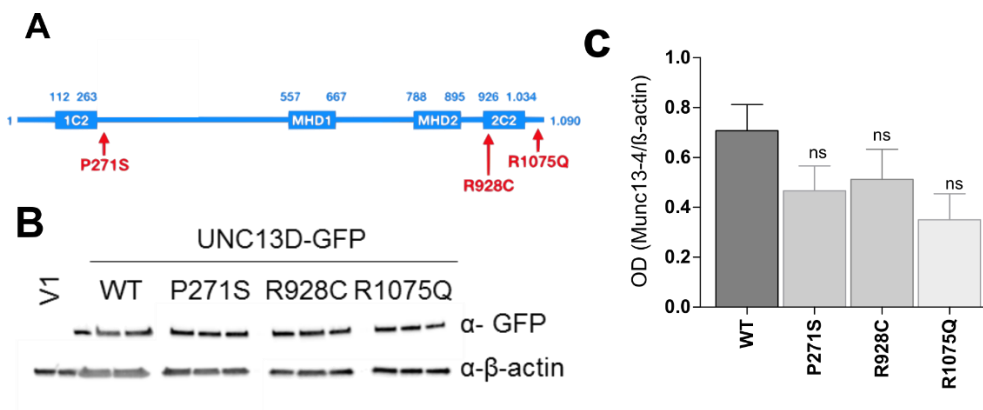 A
112 263 557 667 788 895 926 1.034
1 1C2 MHD1 MHD2 2C2 1.090
P271S
R928C
R1075Q
B
UNC13D-GFP
V1 WT P271S R928C R1075Q
α- GFP
α-β-actin
C
OD (Munc13-4/ß-actin)
1.0
0.8
0.6
0.4
0.2
0.0
ns
ns
ns
WT P271S R928C R1075Q